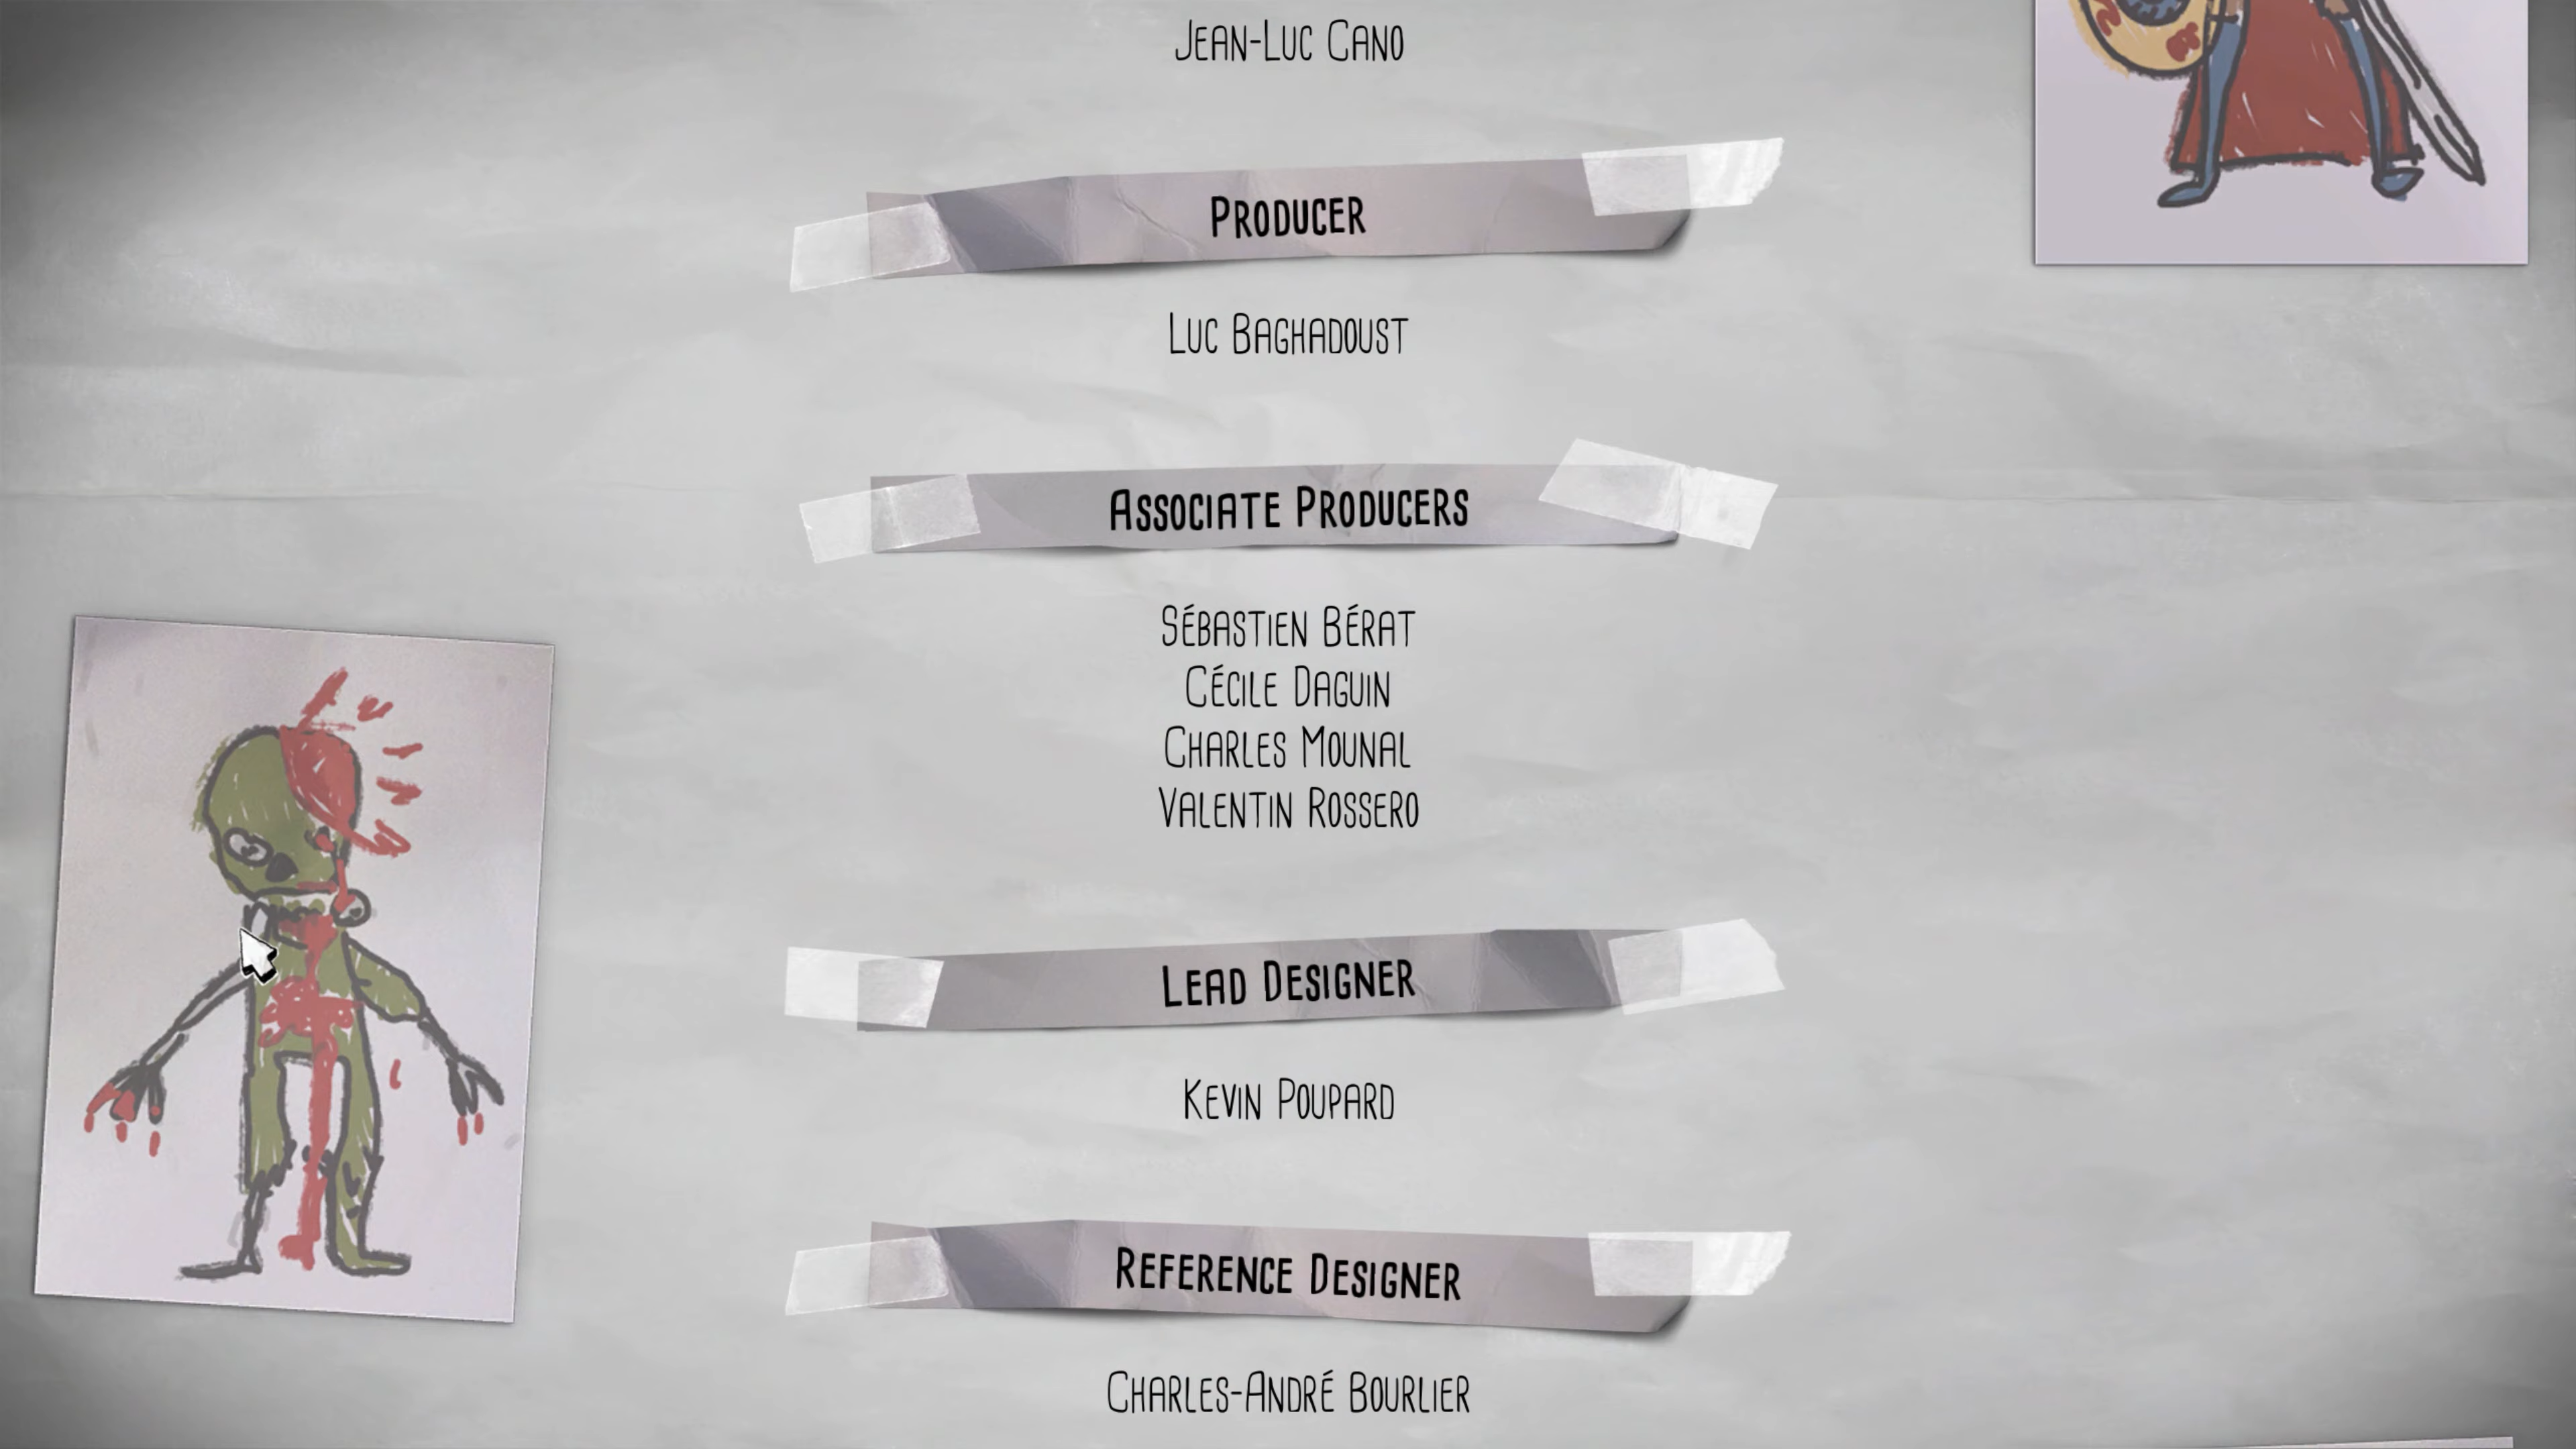 Jean-Luc Cano
Producer
Luc Baghadoust
Associate Producers
Sébastien Bérat
Cécile Daguin
Charles Mounal
Valentin Rossero
Lead Designer
Kevin Poupard
Reference Designer
Charles-André Bourlier